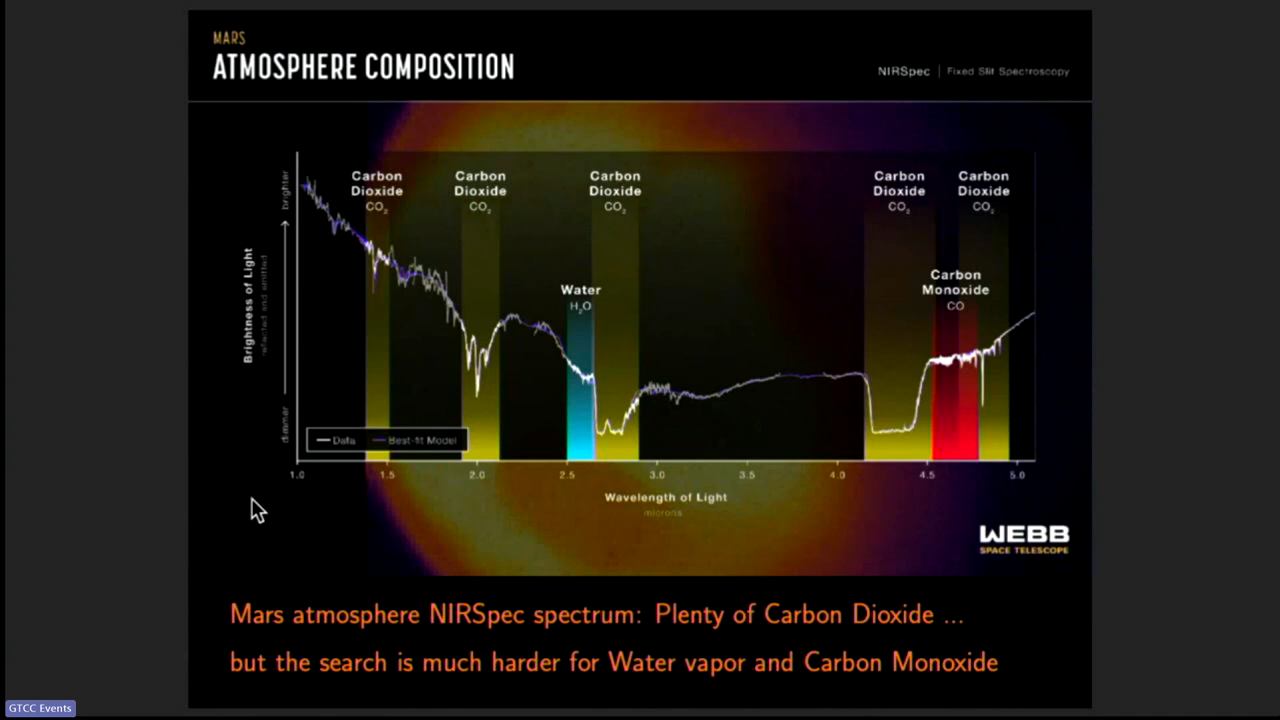 MARS
ATMOSPHERE COMPOSITION
NIRSpec | Fixed Slit Spectroscopy
Carbon
Dioxide
CO₂
Carbon
Dioxide
CO₂
Carbon
Dioxide
CO₂
Carbon
Dioxide
CO₂
Carbon
Dioxide
CO₂
Water
H₂O
Carbon
Monoxide
CO
brighter
Brightness of Light
reflected and emitted
dimmer
Data
Best-fit Model
1.0 1.5 2.0 2.5 3.0 3.5 4.0 4.5 5.0
Wavelength of Light
microns
WEBB
SPACE TELESCOPE
Mars atmosphere NIRSpec spectrum: Plenty of Carbon Dioxide ...
but the search is much harder for Water vapor and Carbon Monoxide
GTCC Events